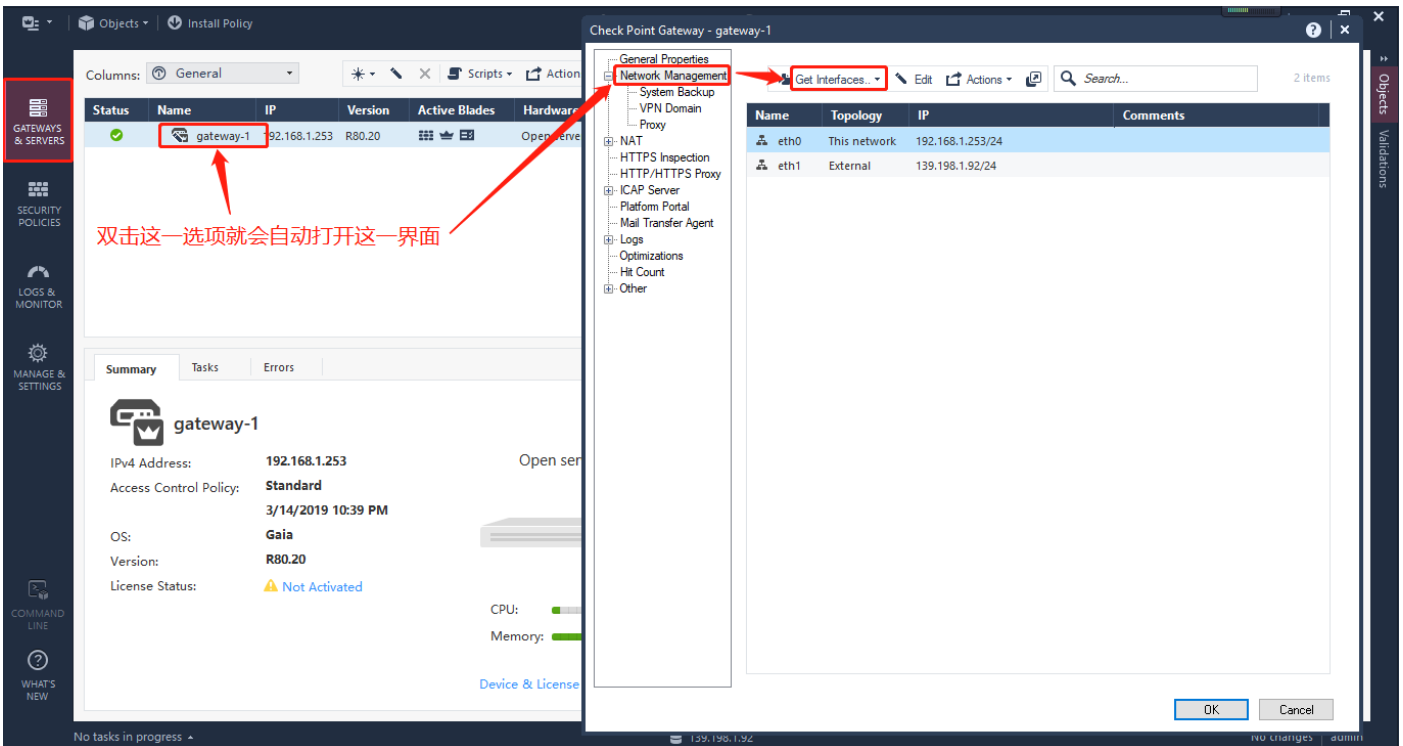 Objects
Install Policy
Check Point Gateway - gateway-1
Columns:
General
Scripts
Action
GATEWAYS
& SERVERS
SECURITY
POLICIES
LOGS &
MONITOR
MANAGE &
SETTINGS
COMMAND
LINE
WHAT'S
NEW
Status Name IP Version Active Blades Hardware
gateway-1 192.168.1.253 R80.20 Open serve
双击这一选项就会自动打开这一界面
Summary Tasks Errors
gateway-1
IPv4 Address: 192.168.1.253
Access Control Policy: Standard
3/14/2019 10:39 PM
OS: Gaia
Version: R80.20
License Status: Not Activated
Open ser
CPU:
Memory:
Device & License
General Properties
Network Management
System Backup
VPN Domain
Proxy
NAT
HTTPS Inspection
HTTP/HTTPS Proxy
ICAP Server
Platform Portal
Mail Transfer Agent
Logs
Optimizations
Hit Count
Other
Get Interfaces.. Edit Actions Search... 2 items
Name Topology IP Comments
eth0 This network 192.168.1.253/24
eth1 External 139.198.1.92/24
OK Cancel
Objects
Validations
No tasks in progress 139.198.1.92 No changes admin